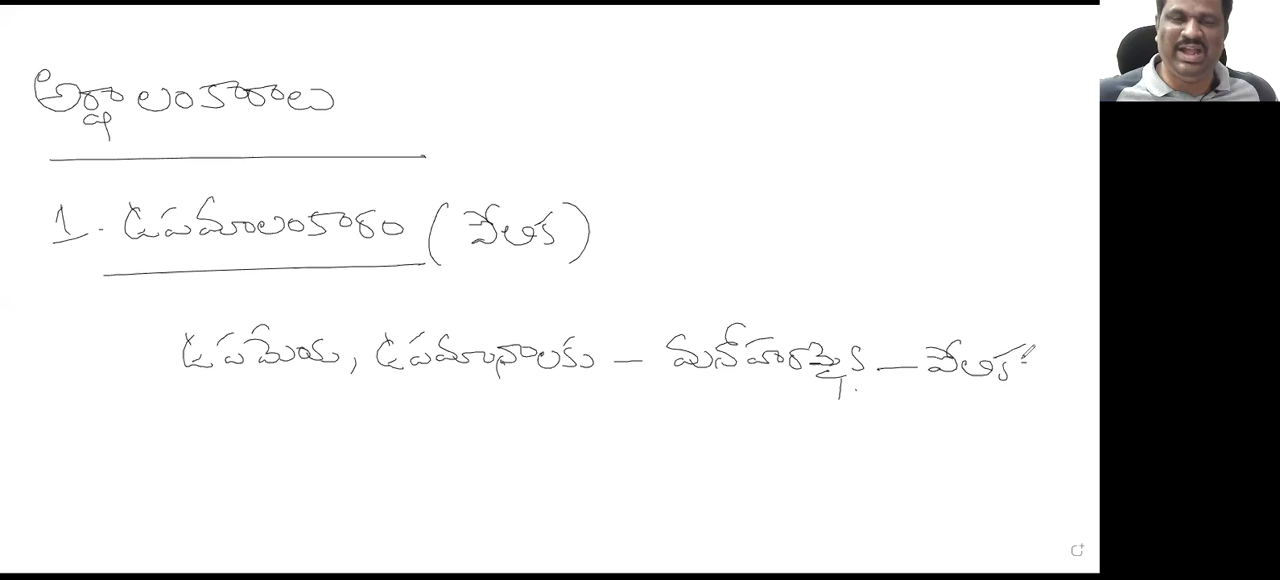 అర్థాలంకారాలు
1. ఉపమాలంకారం (పోలిక)
ఉపమేయ, ఉపమానాలకు – మనోహరమైన – పోలిక